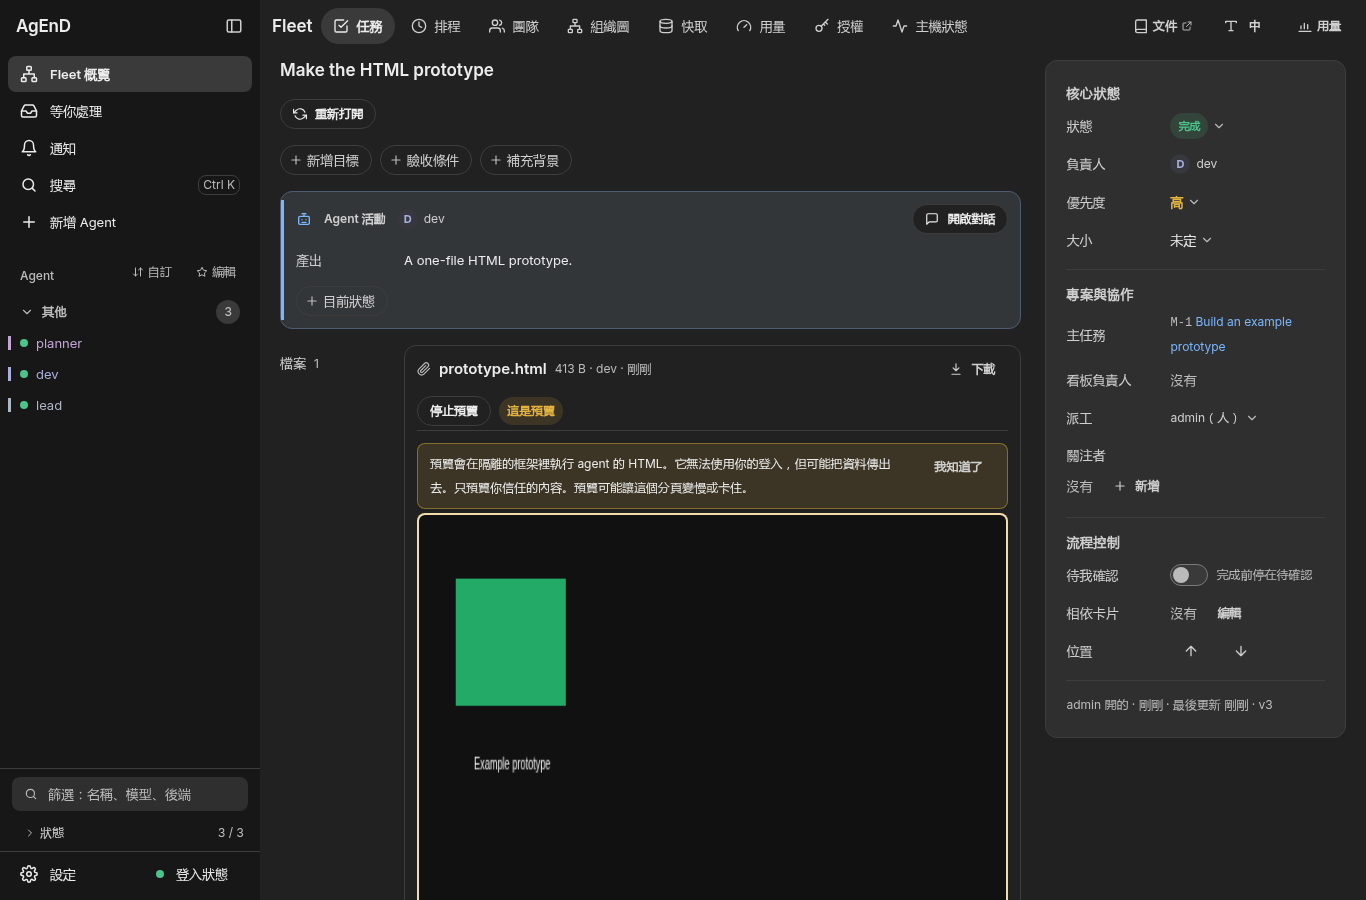 AgEnD
Fleet 概覽
等你處理
通知
搜尋 Ctrl K
新增 Agent
Agent 自訂 編輯
其他 3
planner
dev
lead
篩選：名稱、模型、後端
狀態 3 / 3
設定 登入狀態
Fleet 任務 排程 團隊 組織圖 快取 用量 授權 主機狀態 文件 中 用量
Make the HTML prototype
重新打開
新增目標 驗收條件 補充背景
Agent 活動 D dev 開啟對話
產出 A one-file HTML prototype.
目前狀態
檔案 1
prototype.html 413 B · dev · 剛剛 下載
停止預覽 這是預覽
預覽會在隔離的框架裡執行 agent 的 HTML。它無法使用你的登入，但可能把資料傳出
去。只預覽你信任的內容。預覽可能讓這個分頁變慢或卡住。
我知道了
Example prototype
核心狀態
狀態 完成
負責人 D dev
優先度 高
大小 未定
專案與協作
主任務 M-1 Build an example
prototype
看板負責人 沒有
派工 admin（人）
關注者
沒有 新增
流程控制
待我確認 完成前停在待確認
相依卡片 沒有 編輯
位置
admin 開的 · 剛剛 · 最後更新 剛剛 · v3